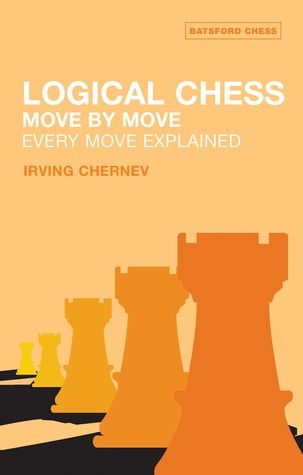 BATSFORD CHESS
LOGICAL CHESS
MOVE BY MOVE
EVERY MOVE EXPLAINED
IRVING CHERNEV